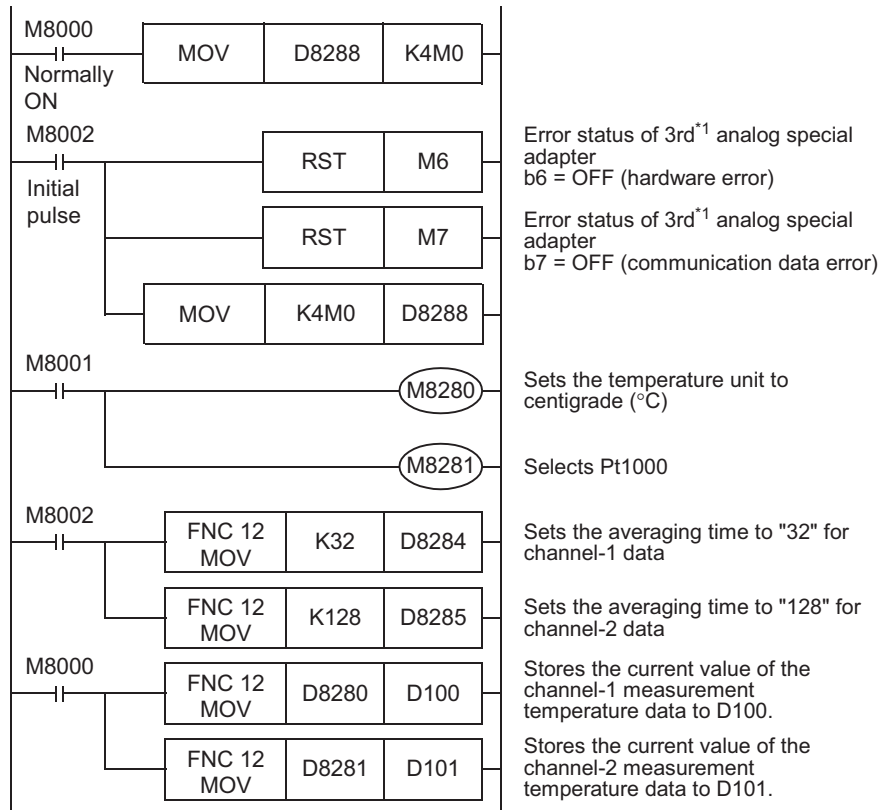 M8000
MOV D8288 K4M0
Normally
ON
M8002
RST M6
Error status of 3rd*1 analog special
adapter
b6 = OFF (hardware error)
Initial
pulse
RST M7
Error status of 3rd*1 analog special
adapter
b7 = OFF (communication data error)
MOV K4M0 D8288
M8001
M8280
Sets the temperature unit to
centigrade (°C)
M8281
Selects Pt1000
M8002
FNC 12
MOV
K32 D8284
Sets the averaging time to "32" for
channel-1 data
FNC 12
MOV
K128 D8285
Sets the averaging time to "128" for
channel-2 data
M8000
FNC 12
MOV
D8280 D100
Stores the current value of the
channel-1 measurement
temperature data to D100.
FNC 12
MOV
D8281 D101
Stores the current value of the
channel-2 measurement
temperature data to D101.